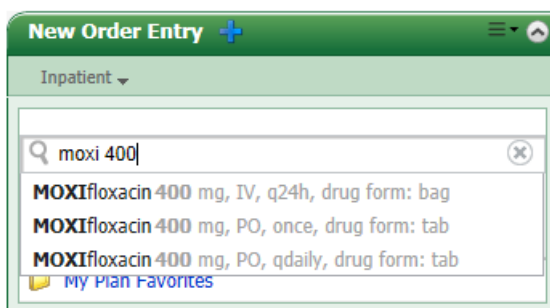 New Order Entry
Inpatient
moxi 400
MOXIfloxacin 400 mg, IV, q24h, drug form: bag
MOXIfloxacin 400 mg, PO, once, drug form: tab
MOXIfloxacin 400 mg, PO, qdaily, drug form: tab
My Plan Favorites